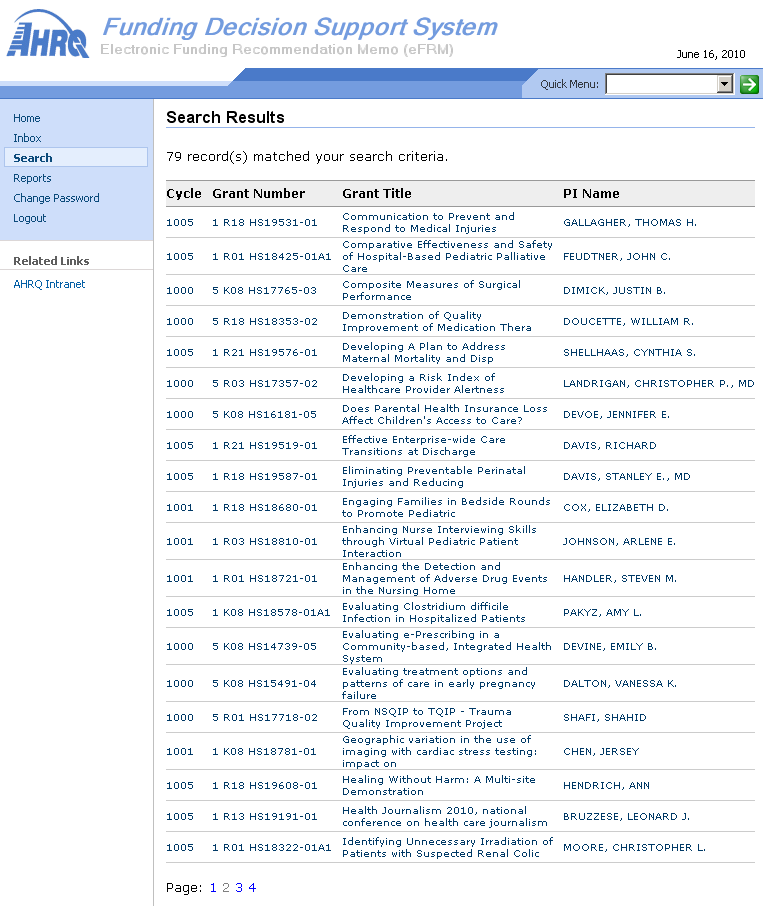 AHRQ Funding Decision Support System
Electronic Funding Recommendation Memo (eFRM)
June 16, 2010
Quick Menu:
Home
Inbox
Search
Reports
Change Password
Logout
Related Links
AHRQ Intranet
Search Results
79 record(s) matched your search criteria.
Cycle Grant Number Grant Title PI Name
1005 1 R18 HS19531-01 Communication to Prevent and
Respond to Medical Injuries GALLAGHER, THOMAS H.
1005 1 R01 HS18425-01A1 Comparative Effectiveness and Safety
of Hospital-Based Pediatric Palliative
Care FEUDTNER, JOHN C.
1000 5 K08 HS17765-03 Composite Measures of Surgical
Performance DIMICK, JUSTIN B.
1000 5 R18 HS18353-02 Demonstration of Quality
Improvement of Medication Thera DOUCETTE, WILLIAM R.
1005 1 R21 HS19576-01 Developing A Plan to Address
Maternal Mortality and Disp SHELLHAAS, CYNTHIA S.
1000 5 R03 HS17357-02 Developing a Risk Index of
Healthcare Provider Alertness LANDRIGAN, CHRISTOPHER P., MD
1000 5 K08 HS16181-05 Does Parental Health Insurance Loss
Affect Children's Access to Care? DEVOE, JENNIFER E.
1005 1 R21 HS19519-01 Effective Enterprise-wide Care
Transitions at Discharge DAVIS, RICHARD
1005 1 R18 HS19587-01 Eliminating Preventable Perinatal
Injuries and Reducing DAVIS, STANLEY E., MD
1001 1 R18 HS18680-01 Engaging Families in Bedside Rounds
to Promote Pediatric COX, ELIZABETH D.
1001 1 R03 HS18810-01 Enhancing Nurse Interviewing Skills
through Virtual Pediatric Patient
Interaction JOHNSON, ARLENE E.
1001 1 R01 HS18721-01 Enhancing the Detection and
Management of Adverse Drug Events
in the Nursing Home HANDLER, STEVEN M.
1005 1 K08 HS18578-01A1 Evaluating Clostridium difficile
Infection in Hospitalized Patients PAKYZ, AMY L.
1000 5 K08 HS14739-05 Evaluating e-Prescribing in a
Community-based, Integrated Health
System DEVINE, EMILY B.
1000 5 K08 HS15491-04 Evaluating treatment options and
patterns of care in early pregnancy
failure DALTON, VANESSA K.
1000 5 R01 HS17718-02 From NSQIP to TQIP - Trauma
Quality Improvement Project SHAFI, SHAHID
1001 1 K08 HS18781-01 Geographic variation in the use of
imaging with cardiac stress testing:
impact on CHEN, JERSEY
1005 1 R18 HS19608-01 Healing Without Harm: A Multi-site
Demonstration HENDRICH, ANN
1005 1 R13 HS19191-01 Health Journalism 2010, national
conference on health care journalism BRUZZESE, LEONARD J.
1005 1 R01 HS18322-01A1 Identifying Unnecessary Irradiation of
Patients with Suspected Renal Colic MOORE, CHRISTOPHER L.
Page: 1 2 3 4